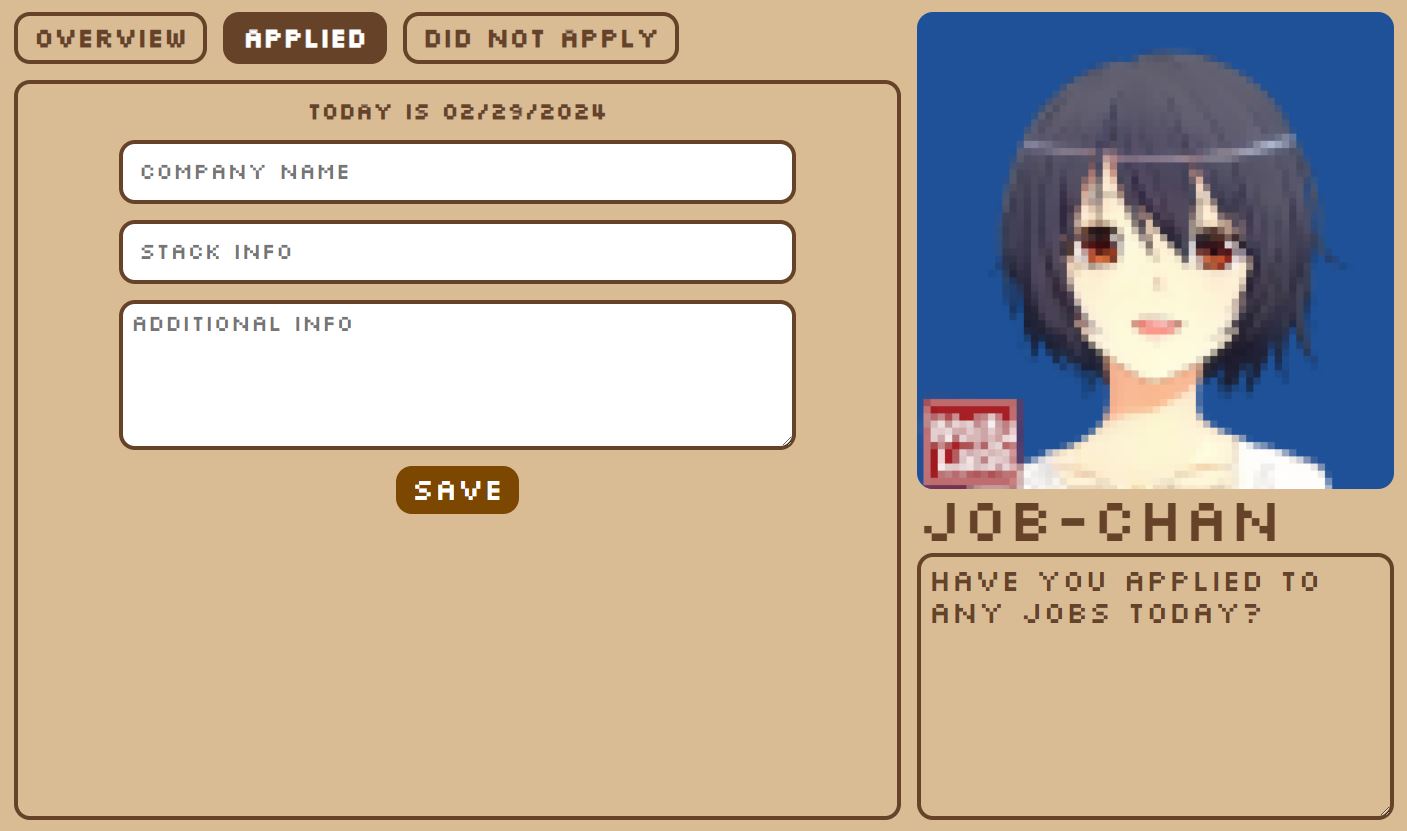 OVERVIEW
APPLIED
DID NOT APPLY
TODAY IS 02/29/2024
COMPANY NAME
STACK INFO
ADDITIONAL INFO
SAVE
JOB-CHAN
HAVE YOU APPLIED TO
ANY JOBS TODAY?